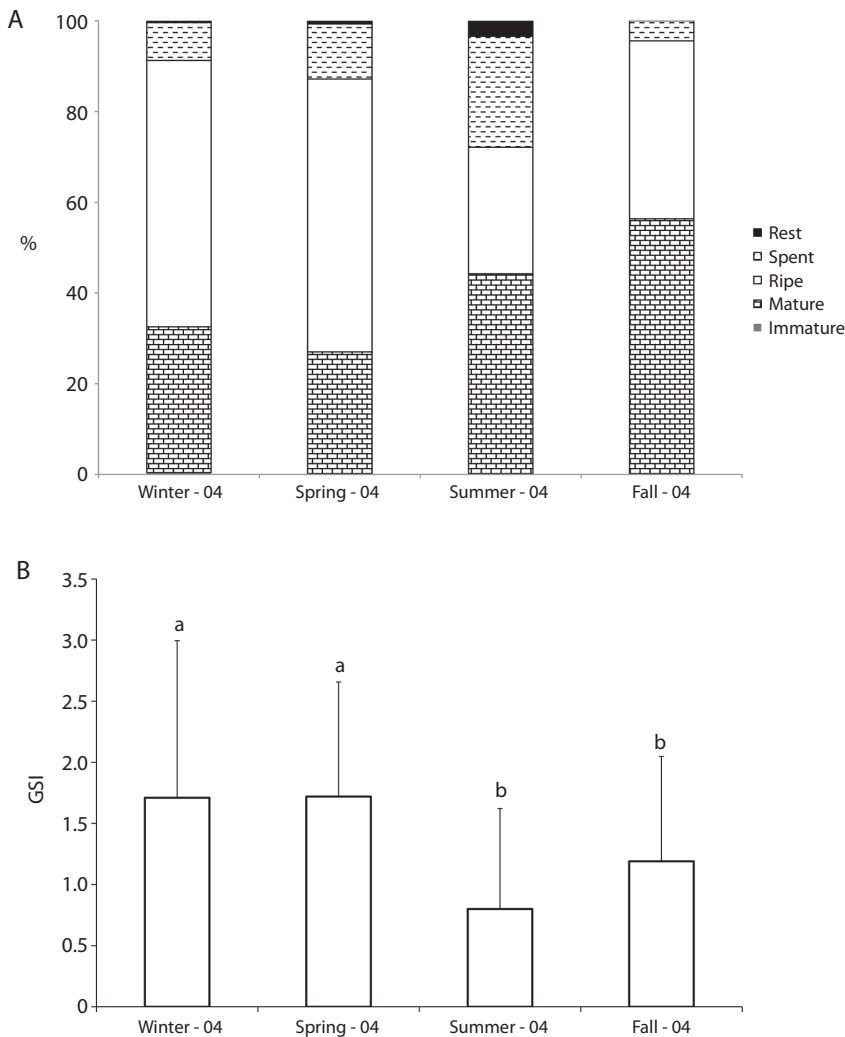 A
100
80
60
%
40
20
0
Winter - 04 Spring - 04 Summer - 04 Fall - 04
Rest
Spent
Ripe
Mature
Immature
B
3.5
3.0
2.5
2.0
GSI
1.5
1.0
0.5
0
a
a
b
b
Winter - 04 Spring - 04 Summer - 04 Fall - 04